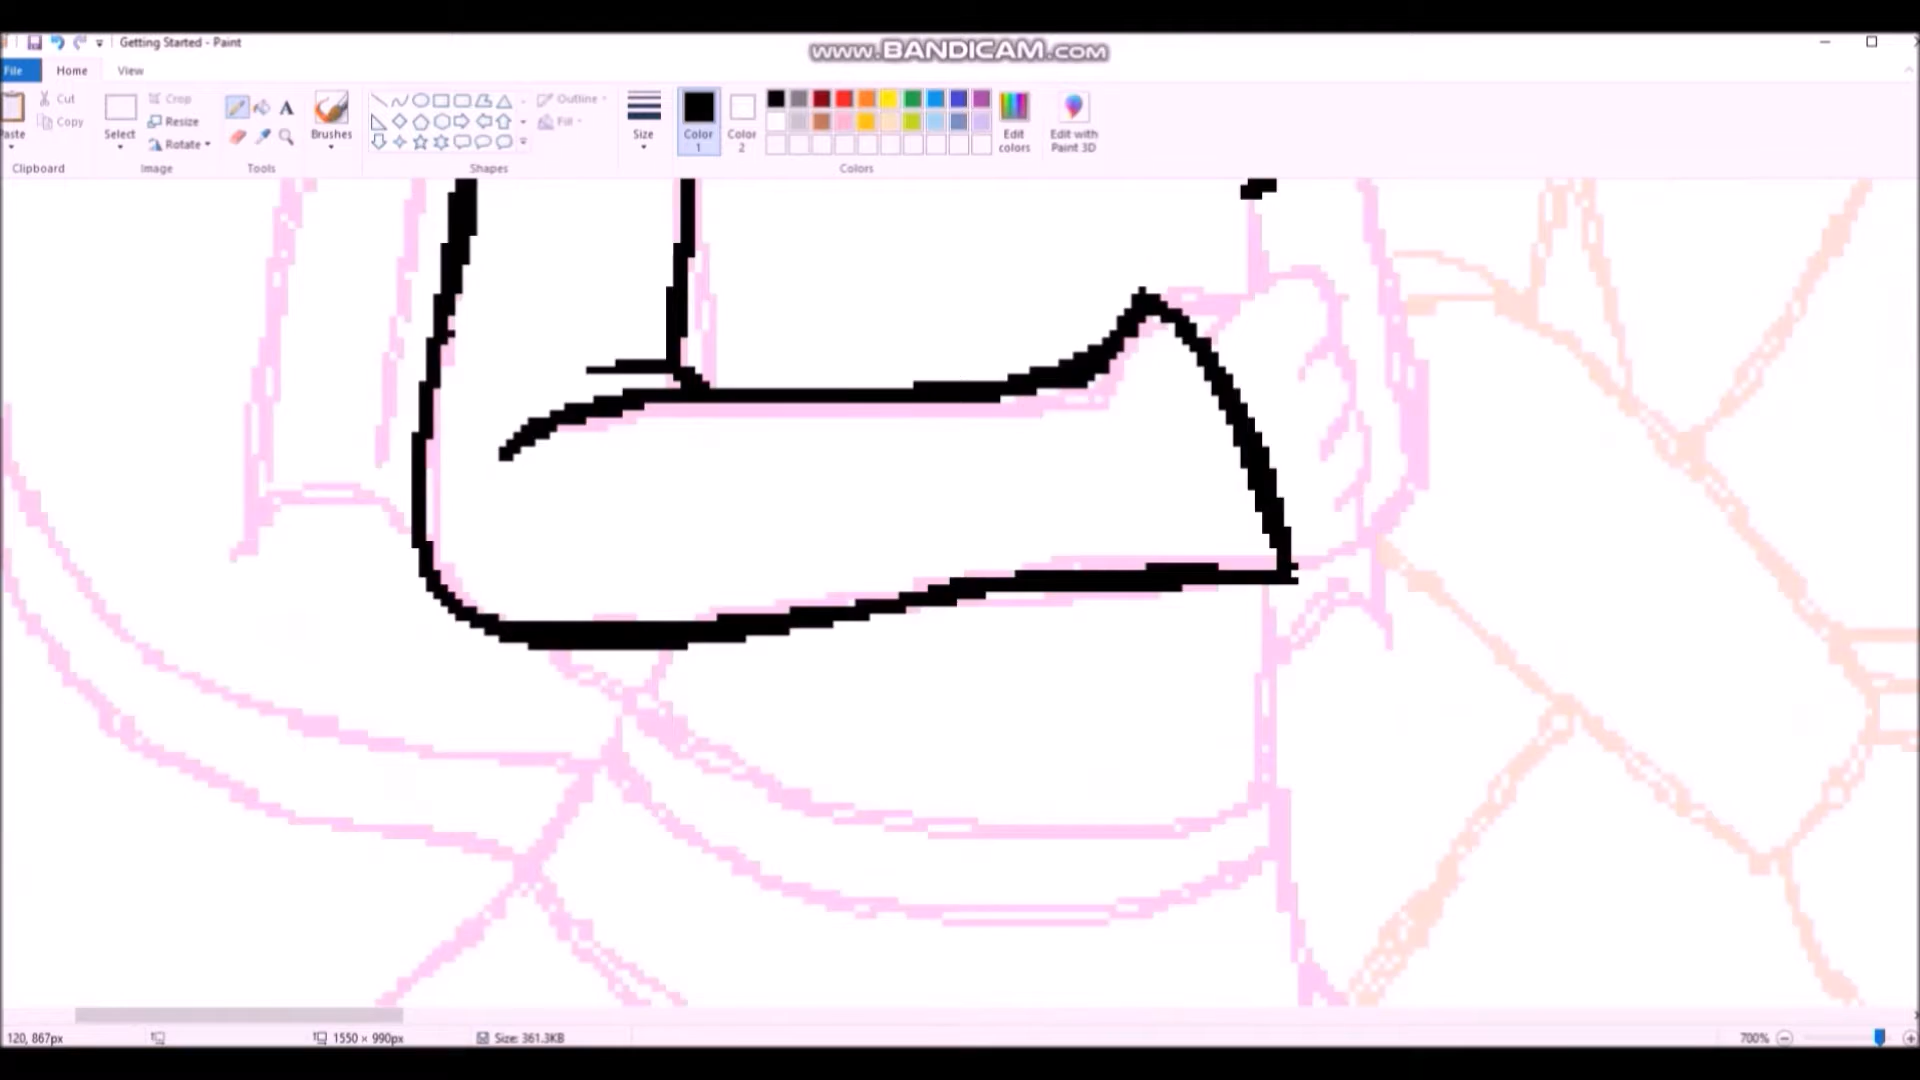 Getting Started - Paint
www.BANDICAM.com
File Home View
Cut
Copy
Paste
Clipboard
Select
Crop
Resize
Rotate
Image
Tools
Brushes
Shapes
Outline
Fill
Size
Color 1
Color 2
Edit colors
Edit with Paint 3D
Colors
120, 867px
1550 × 990px
Size: 361.3KB
700%